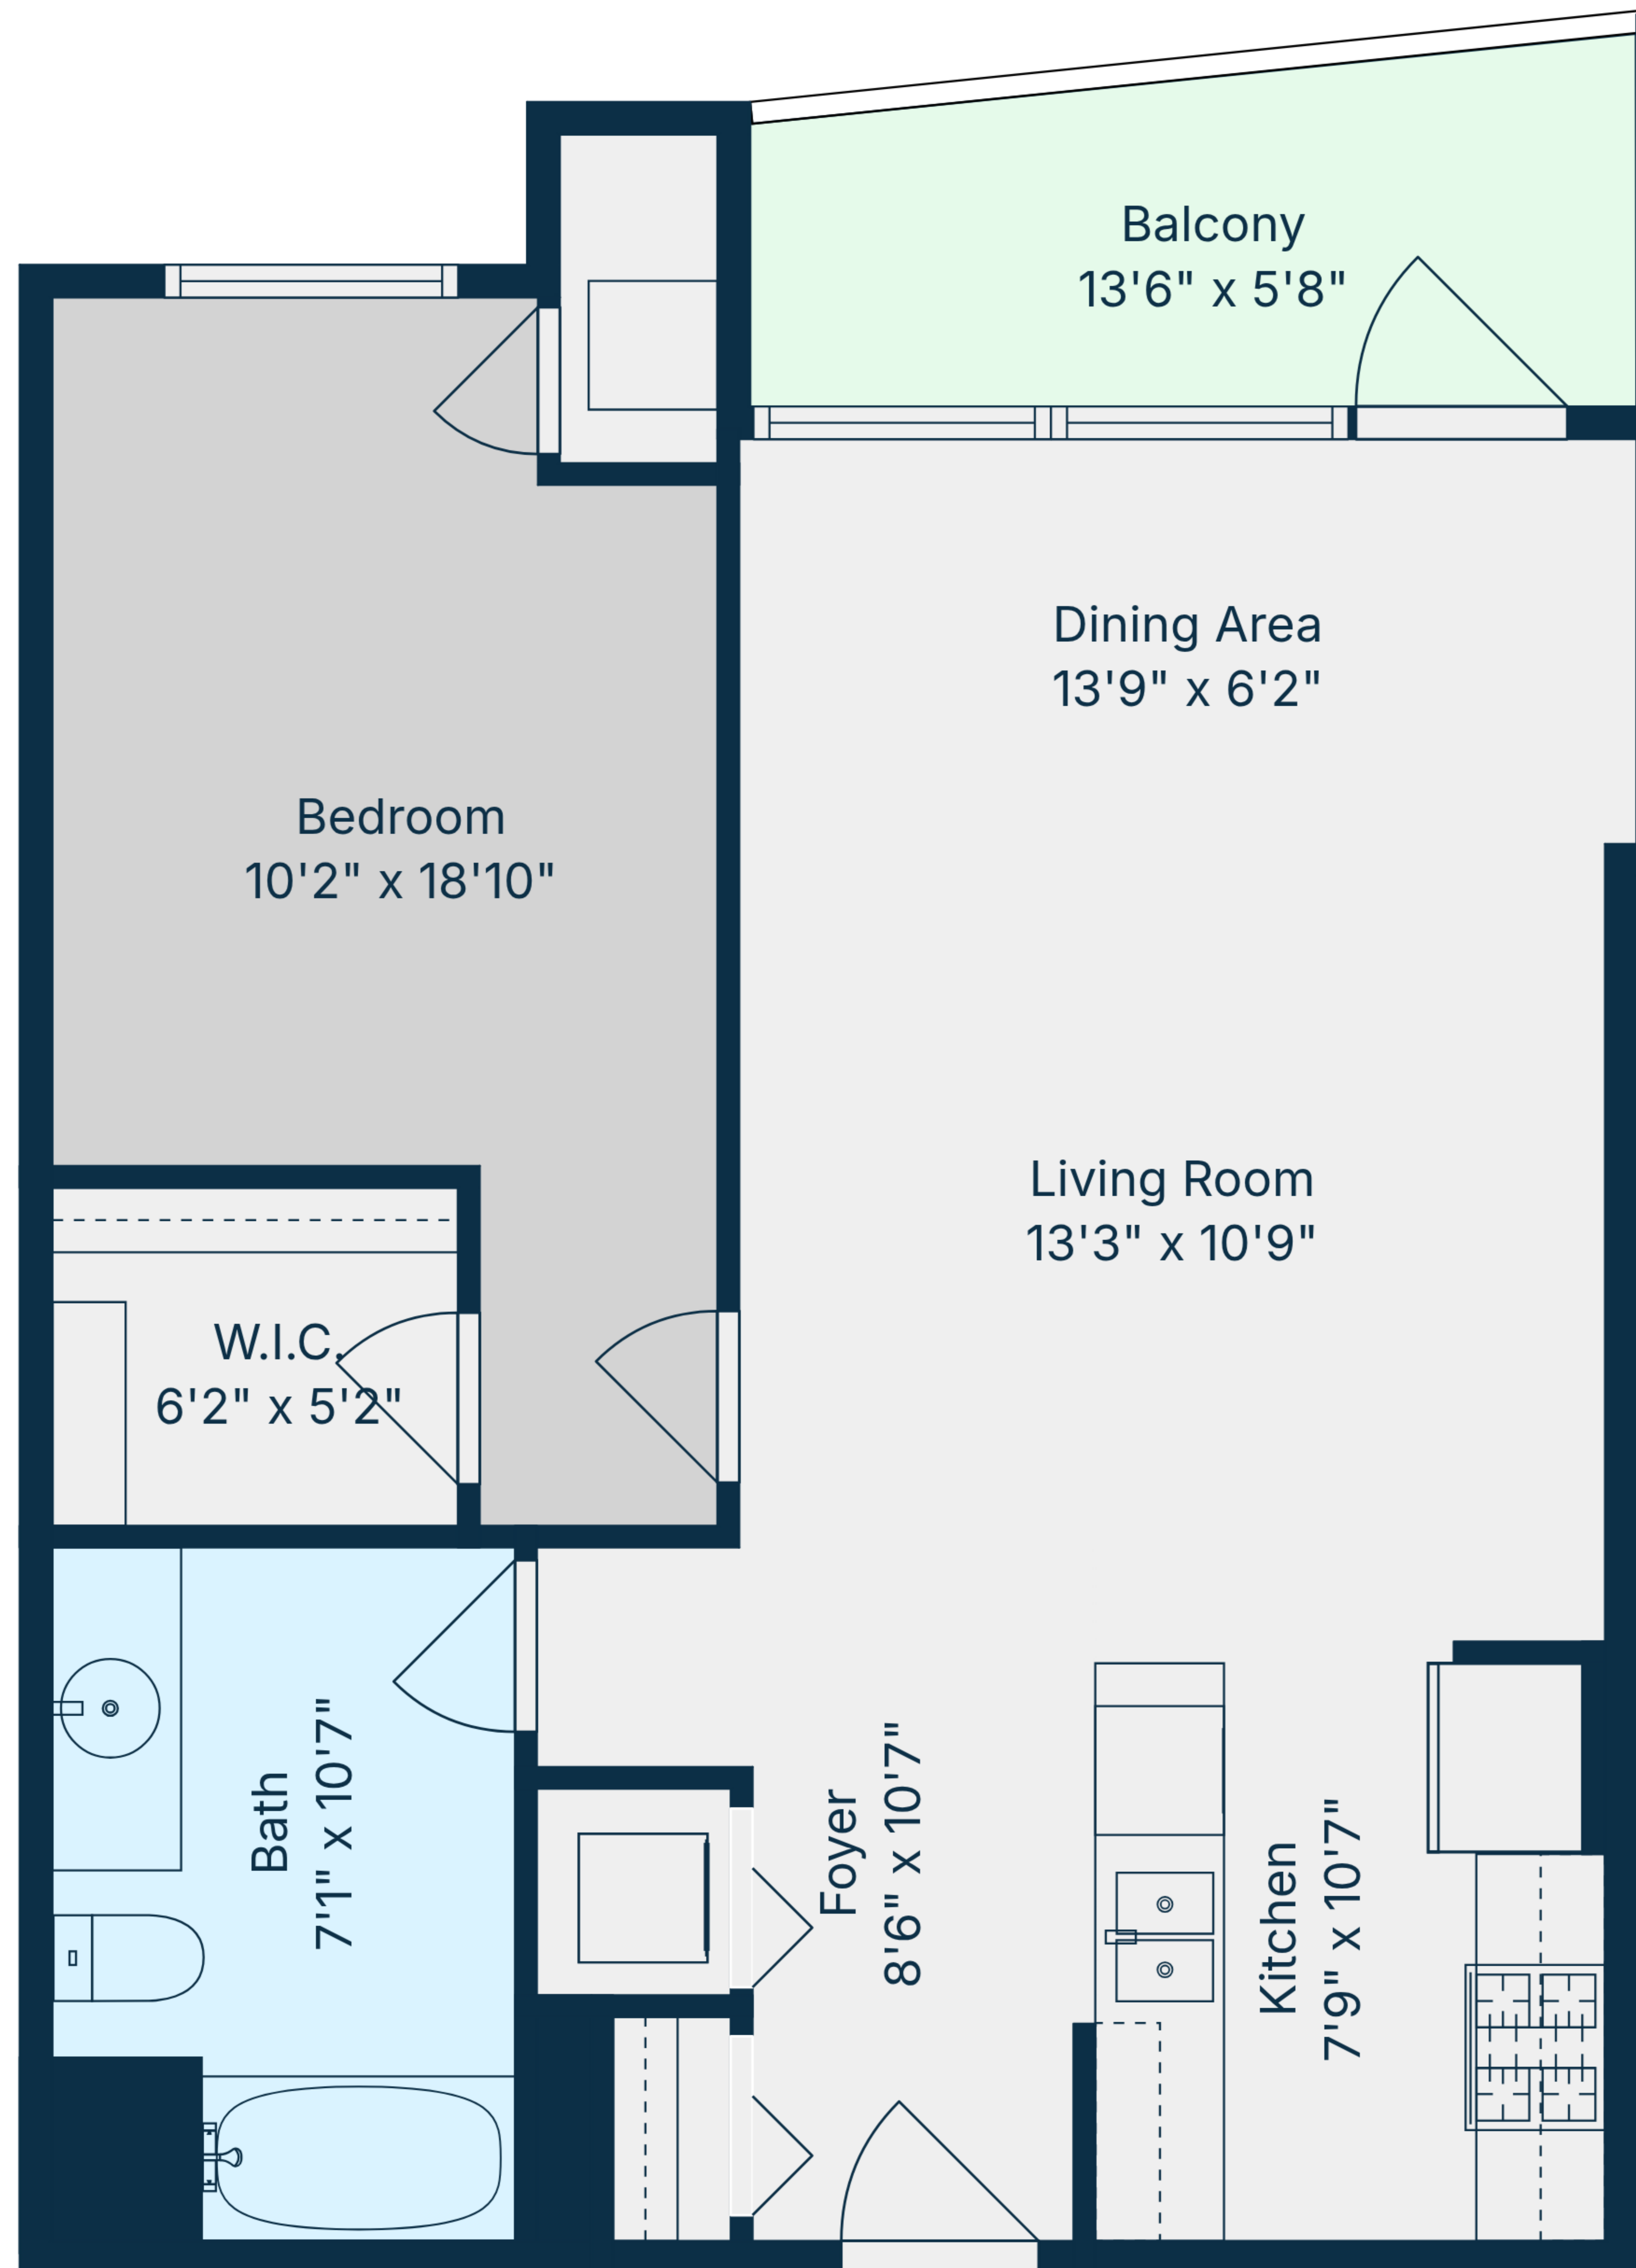 Balcony
13'6" x 5'8"
Dining Area
13'9" x 6'2"
Bedroom
10'2" x 18'10"
Living Room
13'3" x 10'9"
W.I.C.
6'2" x 5'2"
Bath
7'1" x 10'7"
Foyer
8'6" x 10'7"
Kitchen
7'9" x 10'7"